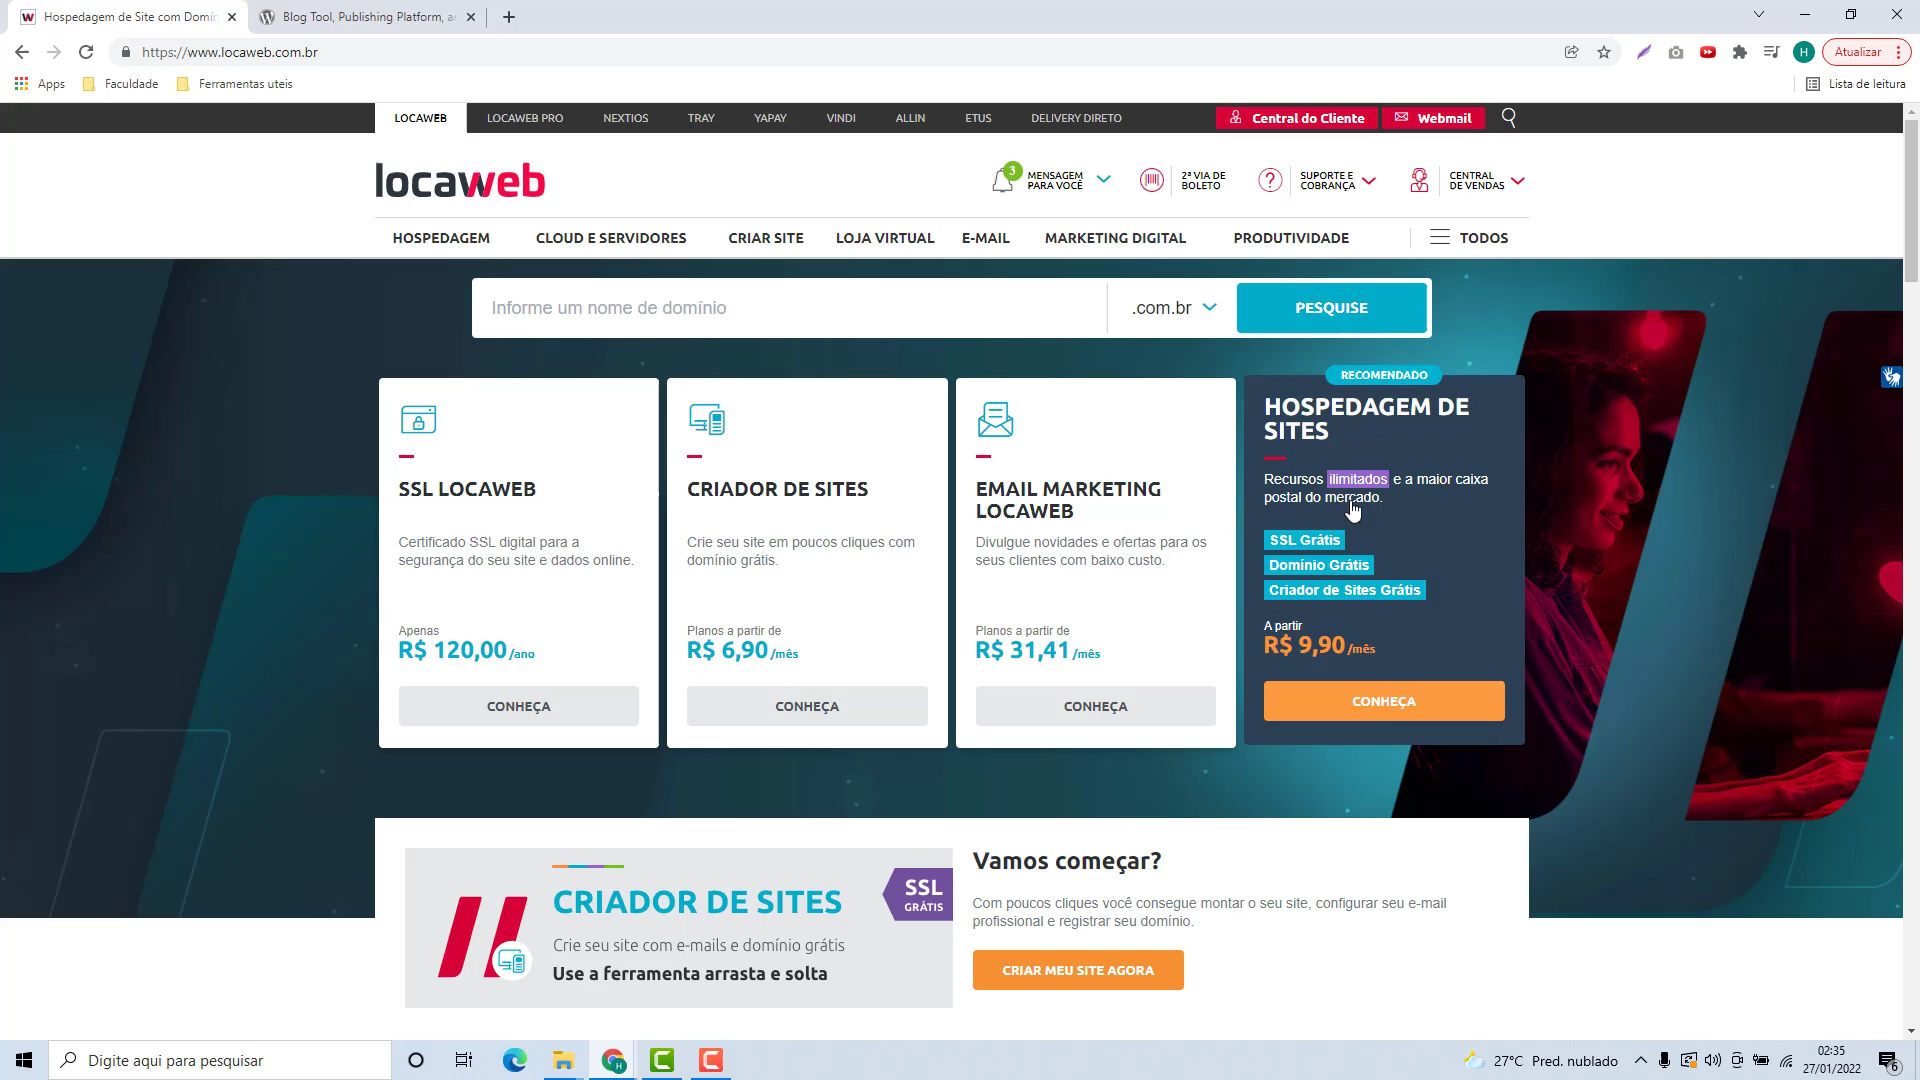 Hospedagem de Site com Domín
Blog Tool, Publishing Platform, a
https://www.locaweb.com.br
H
Atualizar
Apps
Faculdade
Ferramentas uteis
Lista de leitura
LOCAWEB
LOCAWEB PRO
NEXTIOS
TRAY
YAPAY
VINDI
ALLIN
ETUS
DELIVERY DIRETO
Central do Cliente
Webmail
locaweb
3
MENSAGEM
PARA VOCÊ
2ª VIA DE
BOLETO
SUPORTE E
COBRANÇA
CENTRAL
DE VENDAS
HOSPEDAGEM
CLOUD E SERVIDORES
CRIAR SITE
LOJA VIRTUAL
E-MAIL
MARKETING DIGITAL
PRODUTIVIDADE
TODOS
Informe um nome de domínio
.com.br
PESQUISE
SSL LOCAWEB
Certificado SSL digital para a
segurança do seu site e dados online.
Apenas
R$ 120,00 /ano
CONHEÇA
CRIADOR DE SITES
Crie seu site em poucos cliques com
domínio grátis.
Planos a partir de
R$ 6,90 /mês
CONHEÇA
EMAIL MARKETING
LOCAWEB
Divulgue novidades e ofertas para os
seus clientes com baixo custo.
Planos a partir de
R$ 31,41 /mês
CONHEÇA
RECOMENDADO
HOSPEDAGEM DE
SITES
Recursos ilimitados e a maior caixa
postal do mercado.
SSL Grátis
Domínio Grátis
Criador de Sites Grátis
A partir
R$ 9,90 /mês
CONHEÇA
CRIADOR DE SITES
Crie seu site com e-mails e domínio grátis
Use a ferramenta arrasta e solta
SSL
GRÁTIS
Vamos começar?
Com poucos cliques você consegue montar o seu site, configurar seu e-mail
profissional e registrar seu domínio.
CRIAR MEU SITE AGORA
Digite aqui para pesquisar
27°C Pred. nublado
02:35
27/01/2022
6